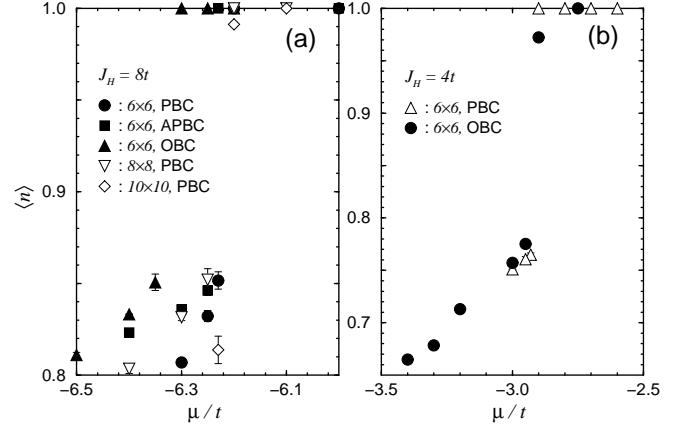 1.0
0.9
0.8
⟨n⟩
(a)
J_H = 8t
: 6×6, PBC
: 6×6, APBC
: 6×6, OBC
: 8×8, PBC
: 10×10, PBC
−6.5 −6.3 −6.1
μ / t
1.0
0.9
0.8
0.7
0.6
(b)
J_H = 4t
: 6×6, PBC
: 6×6, OBC
−3.5 −3.0 −2.5
μ / t